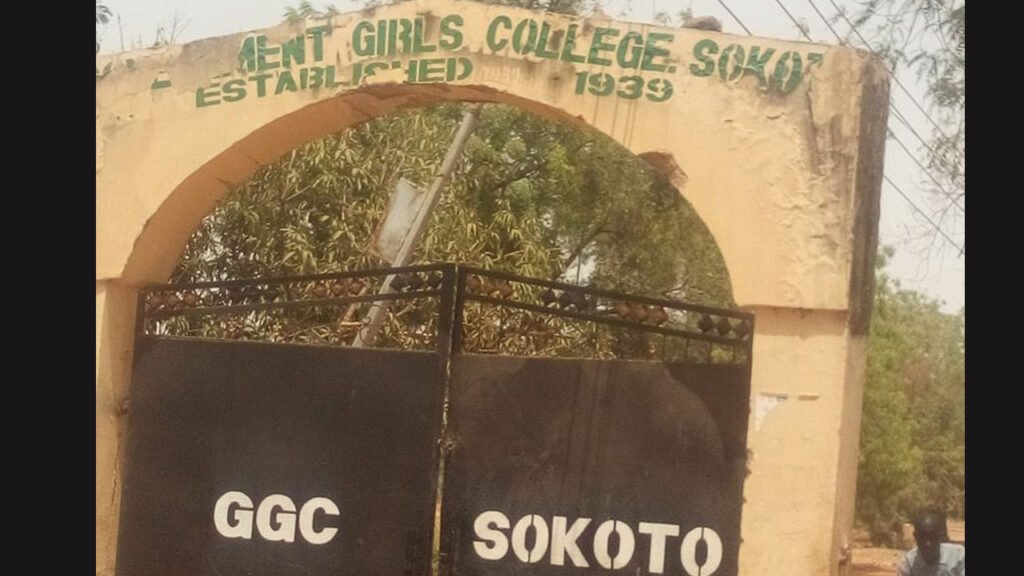 MENT GIRLS COLLEGE. SOKOT
ESTABLISHED 1939
GGC SOKOTO